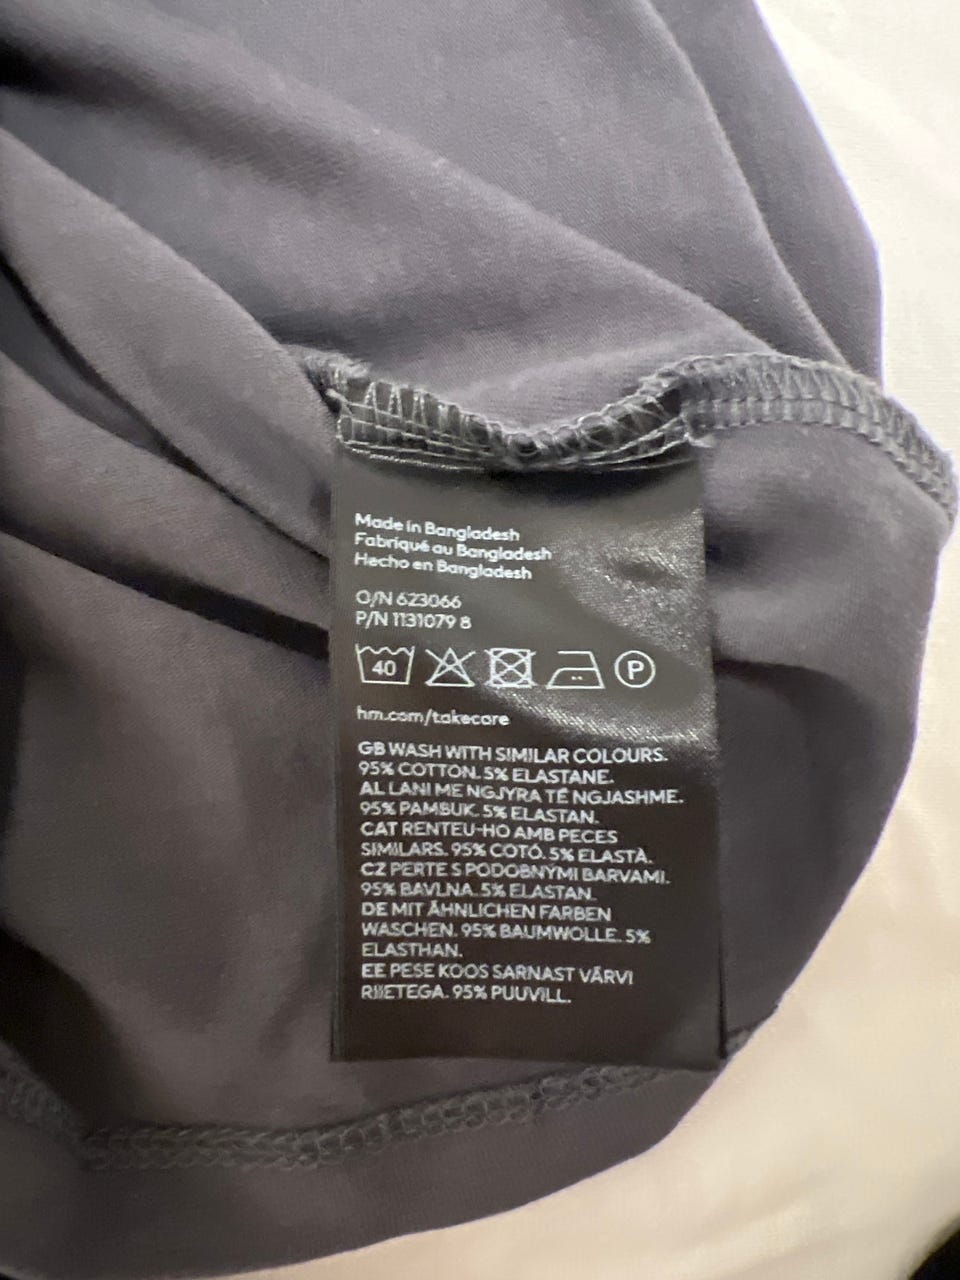 Made in Bangladesh
Fabriqué au Bangladesh
Hecho en Bangladesh
O/N 623066
P/N 1131079 8
40 P
hm.com/takecare
GB WASH WITH SIMILAR COLOURS.
95% COTTON. 5% ELASTANE.
AL LANI ME NGJYRA TË NGJASHME.
95% PAMBUK. 5% ELASTAN.
CAT RENTEU-HO AMB PECES
SIMILARS. 95% COTÓ. 5% ELASTÀ.
CZ PERTE S PODOBNÝMI BARVAMI.
95% BAVLNA. 5% ELASTAN.
DE MIT ÄHNLICHEN FARBEN
WASCHEN. 95% BAUMWOLLE. 5%
ELASTHAN.
EE PESE KOOS SARNAST VÄRVI
RIIETEGA. 95% PUUVILL.